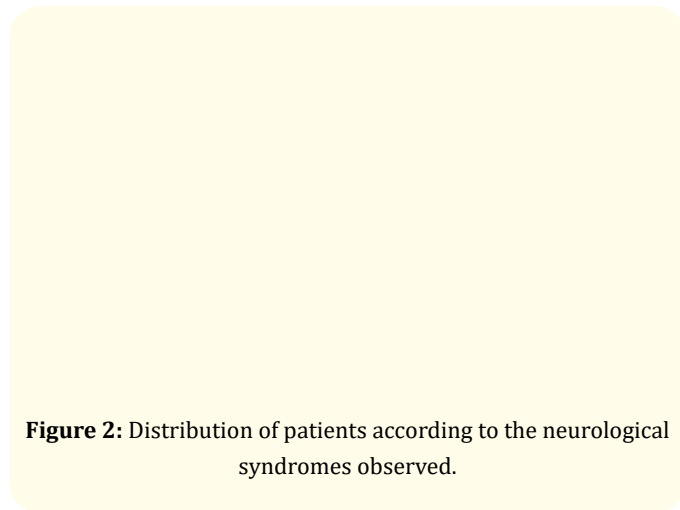 Figure 2: Distribution of patients according to the neurological
syndromes observed.